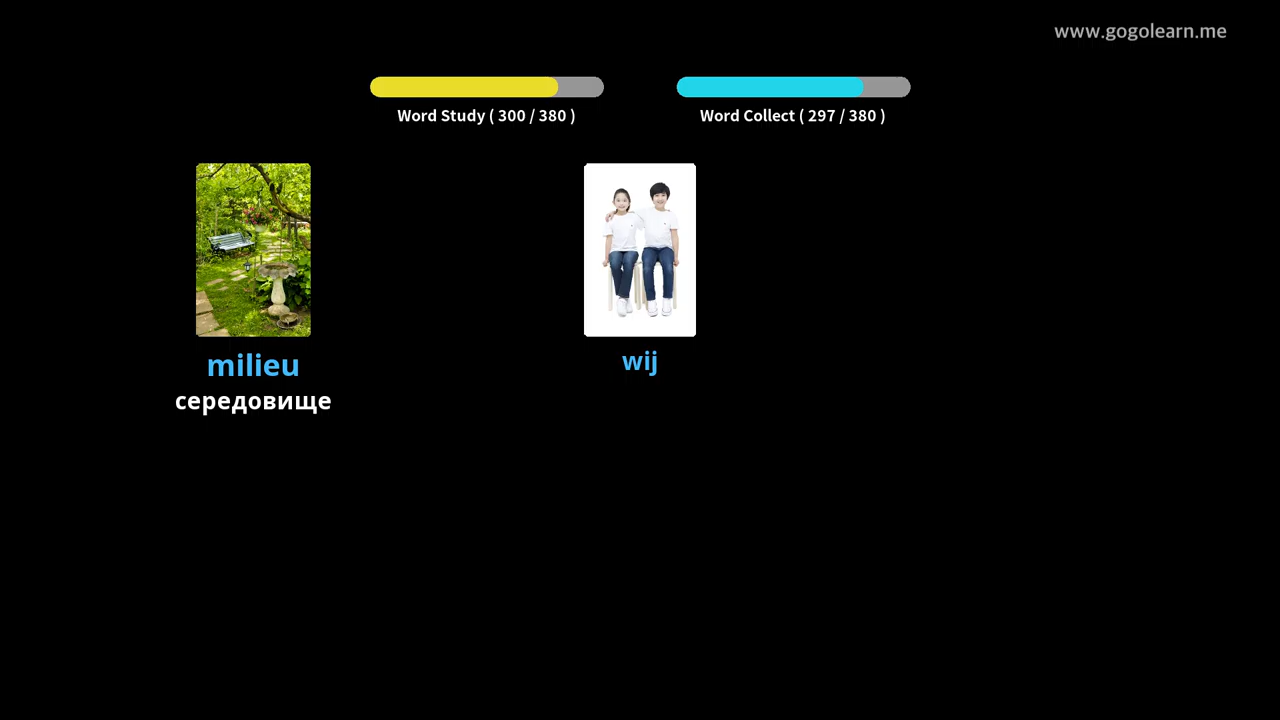 www.gogolearn.me
Word Study ( 300 / 380 )
Word Collect ( 297 / 380 )
milieu
середовище
wij